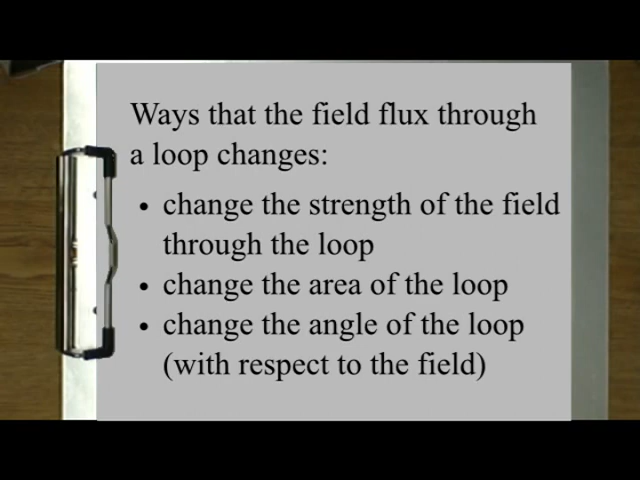 Ways that the field flux through
a loop changes:
• change the strength of the field
through the loop
• change the area of the loop
• change the angle of the loop
(with respect to the field)